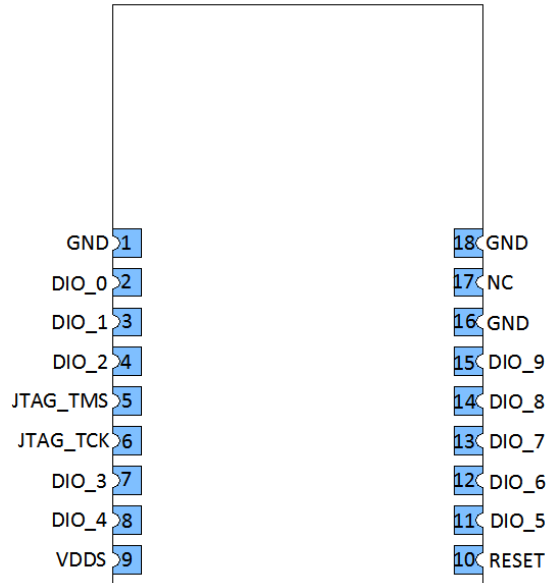 GND 1 18 GND
DIO_0 2 17 NC
DIO_1 3 16 GND
DIO_2 4 15 DIO_9
JTAG_TMS 5 14 DIO_8
JTAG_TCK 6 13 DIO_7
DIO_3 7 12 DIO_6
DIO_4 8 11 DIO_5
VDDS 9 10 RESET